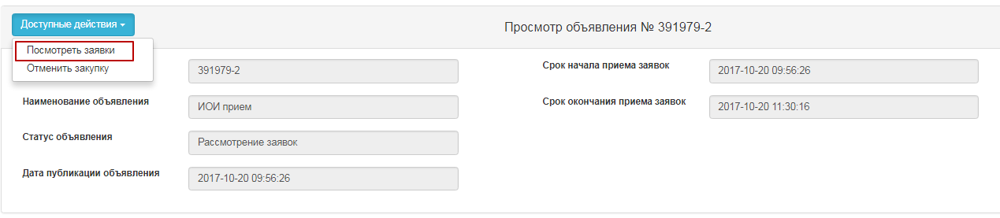 Доступные действия
Просмотр объявления № 391979-2
Посмотреть заявки
Отменить закупку
391979-2
Срок начала приема заявок
2017-10-20 09:56:26
Наименование объявления
ИОИ прием
Срок окончания приема заявок
2017-10-20 11:30:16
Статус объявления
Рассмотрение заявок
Дата публикации объявления
2017-10-20 09:56:26